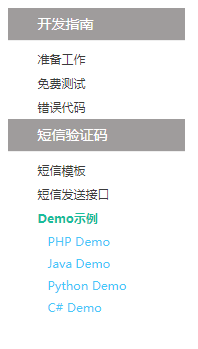 开发指南
准备工作
免费测试
错误代码
短信验证码
短信模板
短信发送接口
Demo示例
PHP Demo
Java Demo
Python Demo
C# Demo